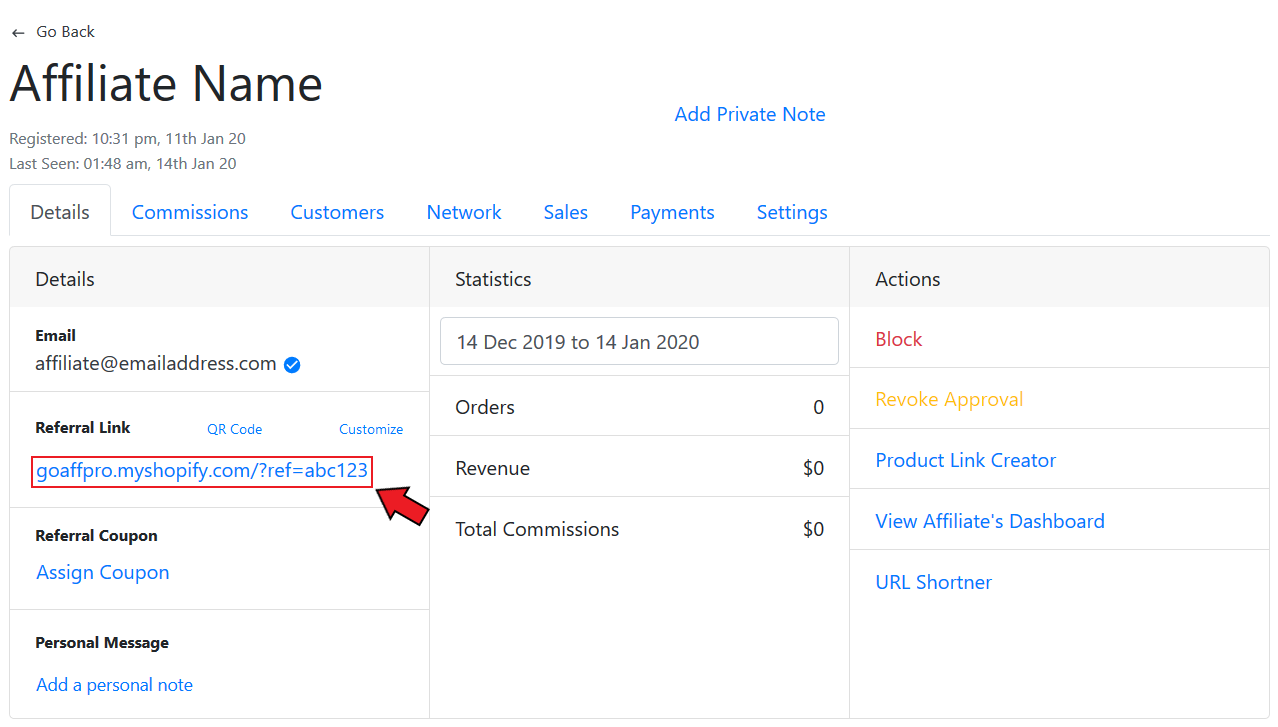 ← Go Back
Affiliate Name
Add Private Note
Registered: 10:31 pm, 11th Jan 20
Last Seen: 01:48 am, 14th Jan 20
Details Commissions Customers Network Sales Payments Settings
Details
Email
affiliate@emailaddress.com
Referral Link QR Code Customize
goaffpro.myshopify.com/?ref=abc123
Referral Coupon
Assign Coupon
Personal Message
Add a personal note
Statistics
14 Dec 2019 to 14 Jan 2020
Orders 0
Revenue $0
Total Commissions $0
Actions
Block
Revoke Approval
Product Link Creator
View Affiliate's Dashboard
URL Shortner